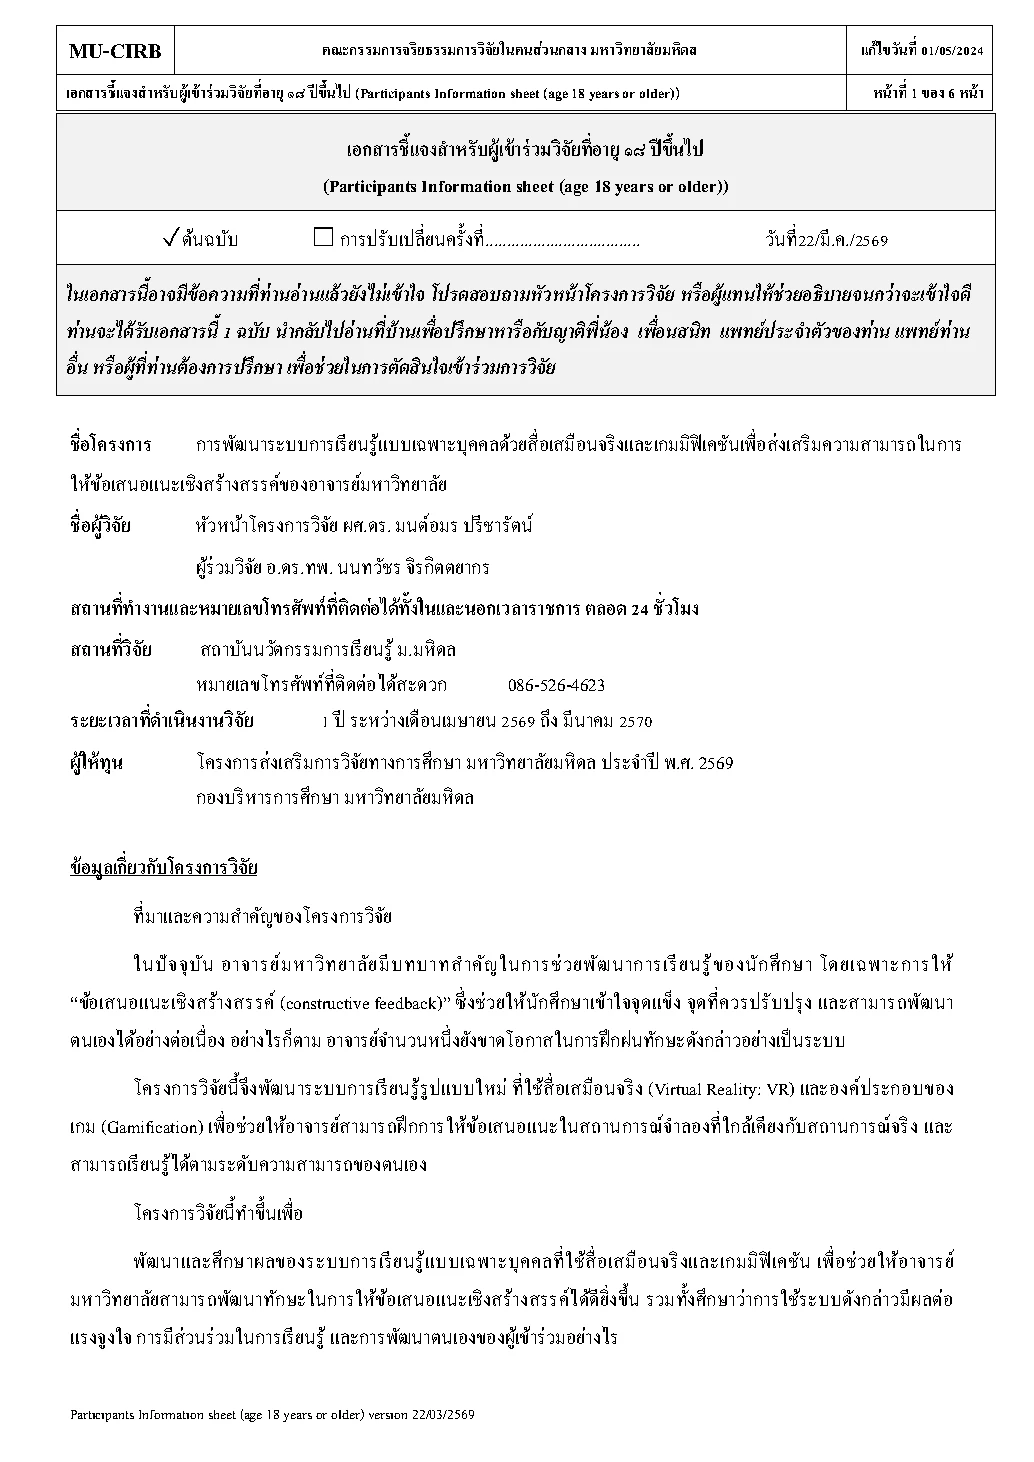 MU-CIRB คณะกรรมการจริยธรรมการวิจัยในคนส่วนกลาง มหาวิทยาลัยมหิดล แก้ไขวันที่ 01/05/2024
เอกสารชี้แจงสำหรับผู้เข้าร่วมวิจัยที่อายุ ๑๘ ปีขึ้นไป (Participants Information sheet (age 18 years or older)) หน้าที่ 1 ของ 6 หน้า
เอกสารชี้แจงสำหรับผู้เข้าร่วมวิจัยที่อายุ ๑๘ ปีขึ้นไป
(Participants Information sheet (age 18 years or older))
✓ต้นฉบับ ☐ การปรับเปลี่ยนครั้งที่.................................... วันที่22/มี.ค./2569
ในเอกสารนี้อาจมีข้อความที่ท่านอ่านแล้วยังไม่เข้าใจ โปรดสอบถามหัวหน้าโครงการวิจัย หรือผู้แทนให้ช่วยอธิบายจนกว่าจะเข้าใจดี
ท่านจะได้รับเอกสารนี้ 1 ฉบับ นำกลับไปอ่านที่บ้านเพื่อปรึกษาหารือกับญาติพี่น้อง เพื่อนสนิท แพทย์ประจำตัวของท่าน แพทย์ท่าน
อื่น หรือผู้ที่ท่านต้องการปรึกษา เพื่อช่วยในการตัดสินใจเข้าร่วมการวิจัย
ชื่อโครงการ การพัฒนาระบบการเรียนรู้แบบเฉพาะบุคคลด้วยสื่อเสมือนจริงและเกมมิฟิเคชันเพื่อส่งเสริมความสามารถในการ
ให้ข้อเสนอแนะเชิงสร้างสรรค์ของอาจารย์มหาวิทยาลัย
ชื่อผู้วิจัย หัวหน้าโครงการวิจัย ผศ.ดร. มนต์อมร ปรีชารัตน์
ผู้ร่วมวิจัย อ.ดร.ทพ. นนทวัชร จิรกิตตยากร
สถานที่ทำงานและหมายเลขโทรศัพท์ที่ติดต่อได้ทั้งในและนอกเวลาราชการ ตลอด 24 ชั่วโมง
สถานที่วิจัย สถาบันนวัตกรรมการเรียนรู้ ม.มหิดล
หมายเลขโทรศัพท์ที่ติดต่อได้สะดวก 086-526-4623
ระยะเวลาที่ดำเนินงานวิจัย 1 ปี ระหว่างเดือนเมษายน 2569 ถึง มีนาคม 2570
ผู้ให้ทุน โครงการส่งเสริมการวิจัยทางการศึกษา มหาวิทยาลัยมหิดล ประจำปี พ.ศ. 2569
กองบริหารการศึกษา มหาวิทยาลัยมหิดล
ข้อมูลเกี่ยวกับโครงการวิจัย
ที่มาและความสำคัญของโครงการวิจัย
ในปัจจุบัน อาจารย์มหาวิทยาลัยมีบทบาทสำคัญในการช่วยพัฒนาการเรียนรู้ของนักศึกษา โดยเฉพาะการให้
“ข้อเสนอแนะเชิงสร้างสรรค์ (constructive feedback)” ซึ่งช่วยให้นักศึกษาเข้าใจจุดแข็ง จุดที่ควรปรับปรุง และสามารถพัฒนา
ตนเองได้อย่างต่อเนื่อง อย่างไรก็ตาม อาจารย์จำนวนหนึ่งยังขาดโอกาสในการฝึกฝนทักษะดังกล่าวอย่างเป็นระบบ
โครงการวิจัยนี้จึงพัฒนาระบบการเรียนรู้รูปแบบใหม่ ที่ใช้สื่อเสมือนจริง (Virtual Reality: VR) และองค์ประกอบของ
เกม (Gamification) เพื่อช่วยให้อาจารย์สามารถฝึกการให้ข้อเสนอแนะในสถานการณ์จำลองที่ใกล้เคียงกับสถานการณ์จริง และ
สามารถเรียนรู้ได้ตามระดับความสามารถของตนเอง
โครงการวิจัยนี้ทำขึ้นเพื่อ
พัฒนาและศึกษาผลของระบบการเรียนรู้แบบเฉพาะบุคคลที่ใช้สื่อเสมือนจริงและเกมมิฟิเคชัน เพื่อช่วยให้อาจารย์
มหาวิทยาลัยสามารถพัฒนาทักษะในการให้ข้อเสนอแนะเชิงสร้างสรรค์ได้ดียิ่งขึ้น รวมทั้งศึกษาว่าการใช้ระบบดังกล่าวมีผลต่อ
แรงจูงใจ การมีส่วนร่วมในการเรียนรู้ และการพัฒนาตนเองของผู้เข้าร่วมอย่างไร
Participants Information sheet (age 18 years or older) version 22/03/2569